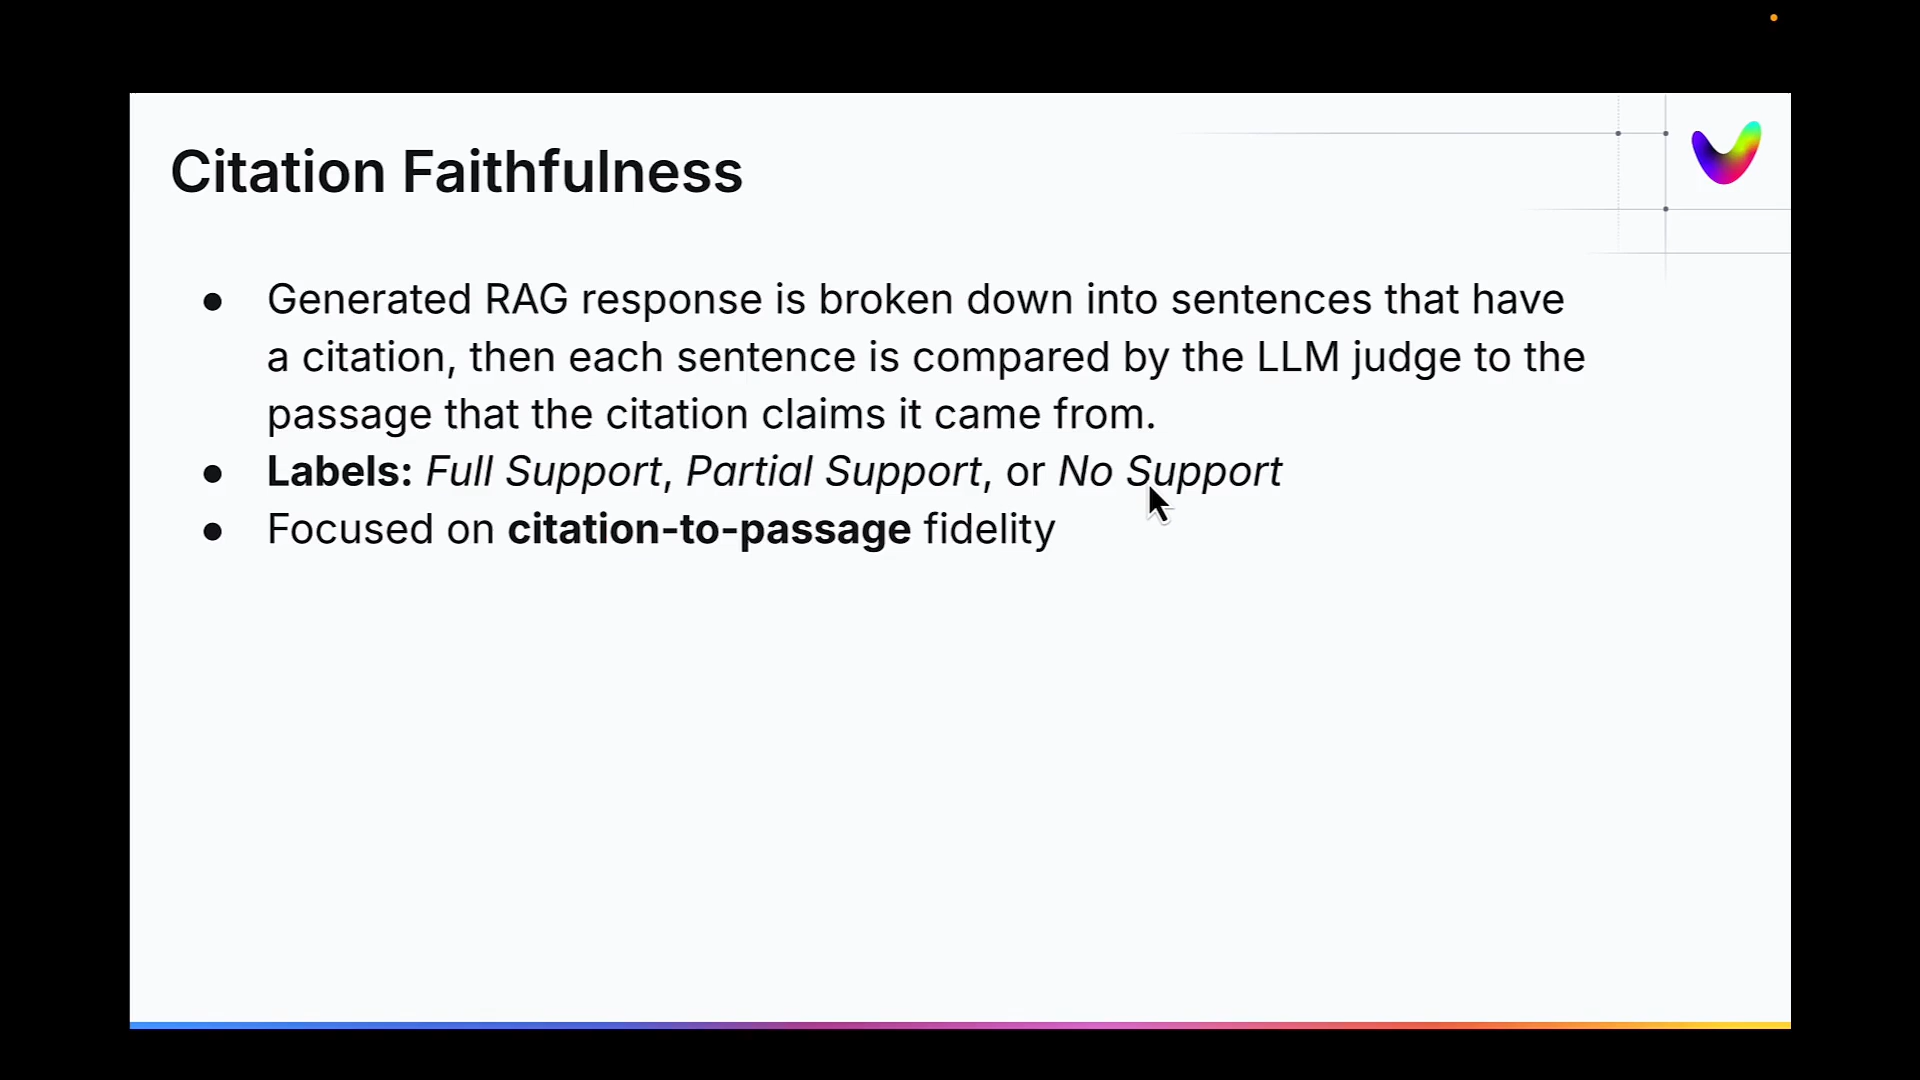 Citation Faithfulness
● Generated RAG response is broken down into sentences that have
a citation, then each sentence is compared by the LLM judge to the
passage that the citation claims it came from.
● Labels: Full Support, Partial Support, or No Support
● Focused on citation-to-passage fidelity